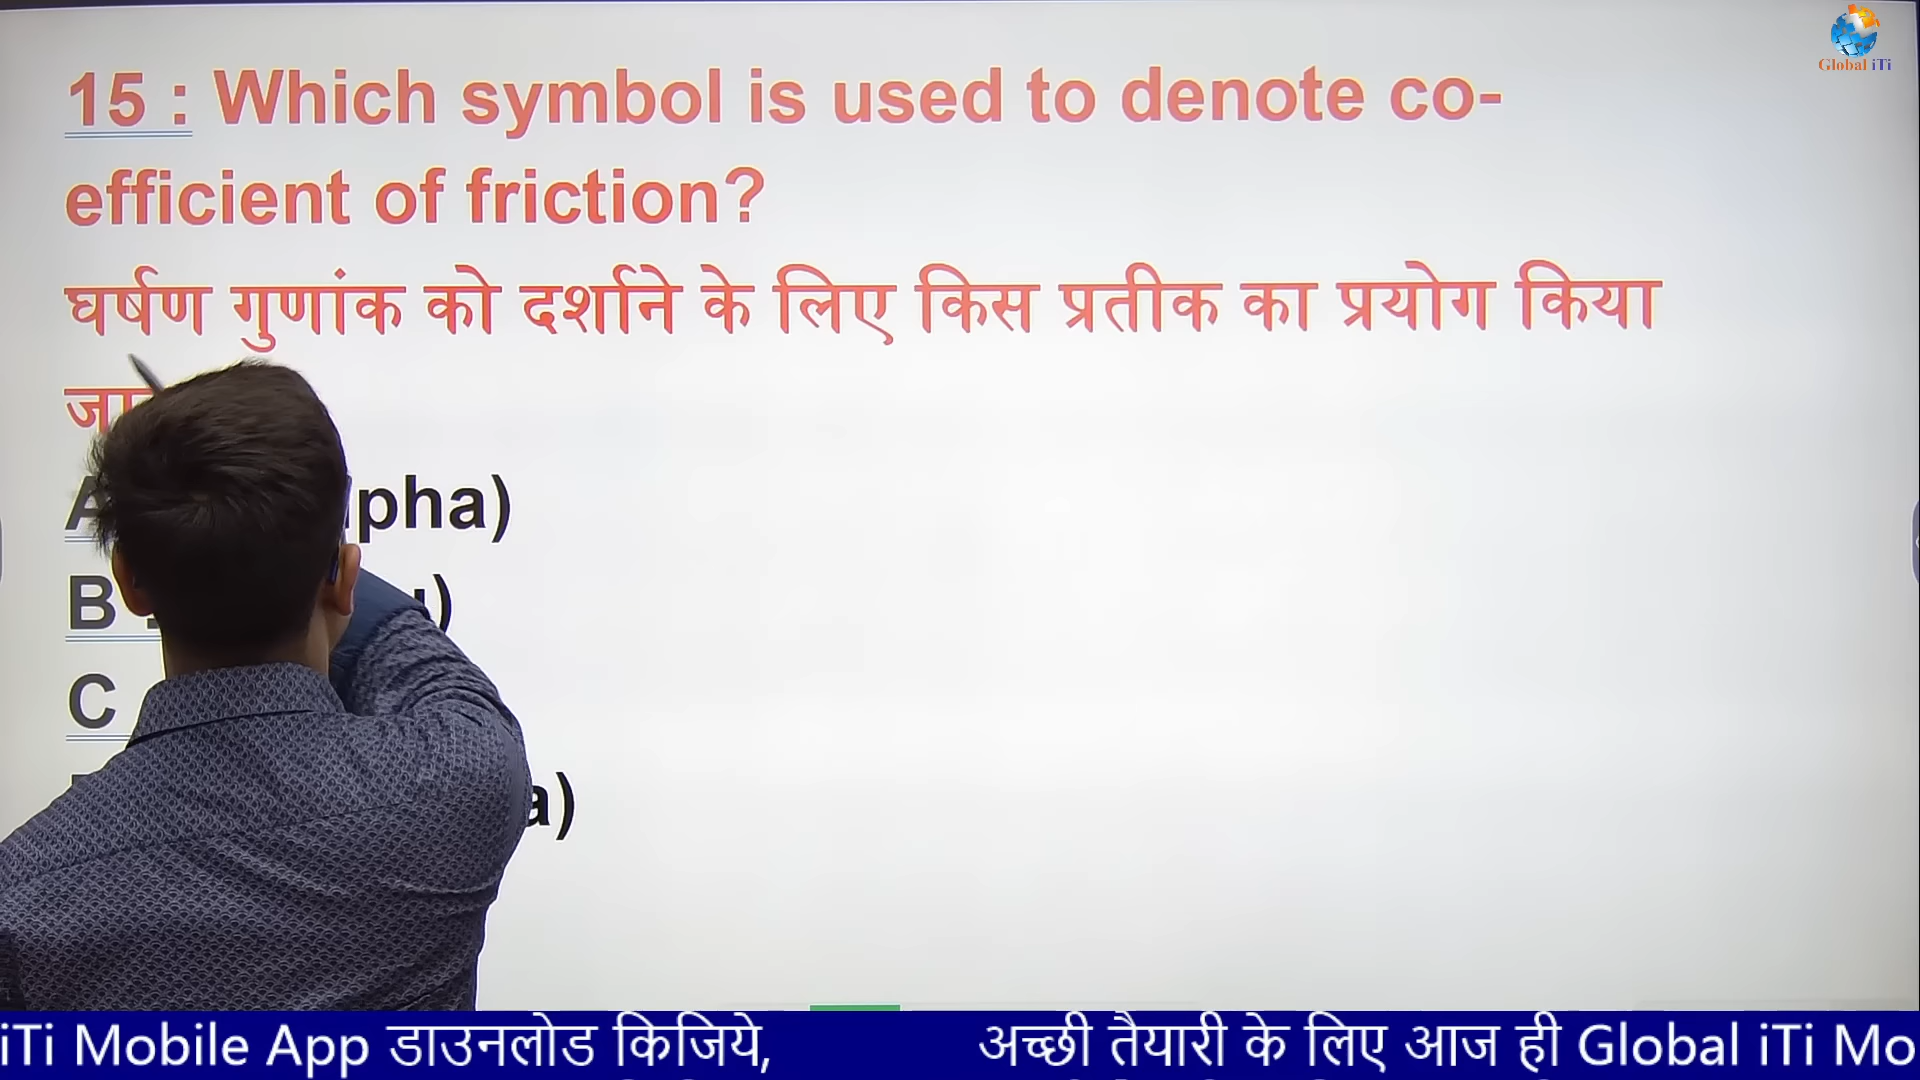 Global iTi
15 : Which symbol is used to denote co-
efficient of friction?
घर्षण गुणांक को दर्शाने के लिए किस प्रतीक का प्रयोग किया
A
B
C
iTi Mobile App डाउनलोड किजिये, अच्छी तैयारी के लिए आज ही Global iTi Mo